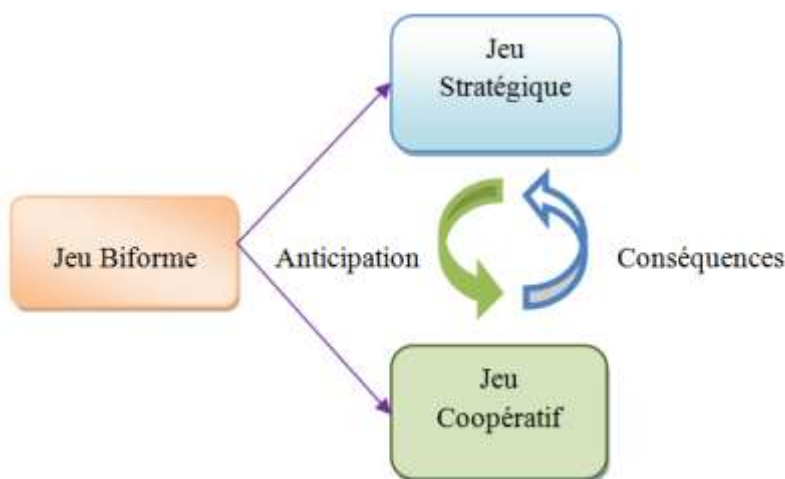 Jeu
Stratégique
Jeu Biforme
Anticipation
Conséquences
Jeu
Coopératif